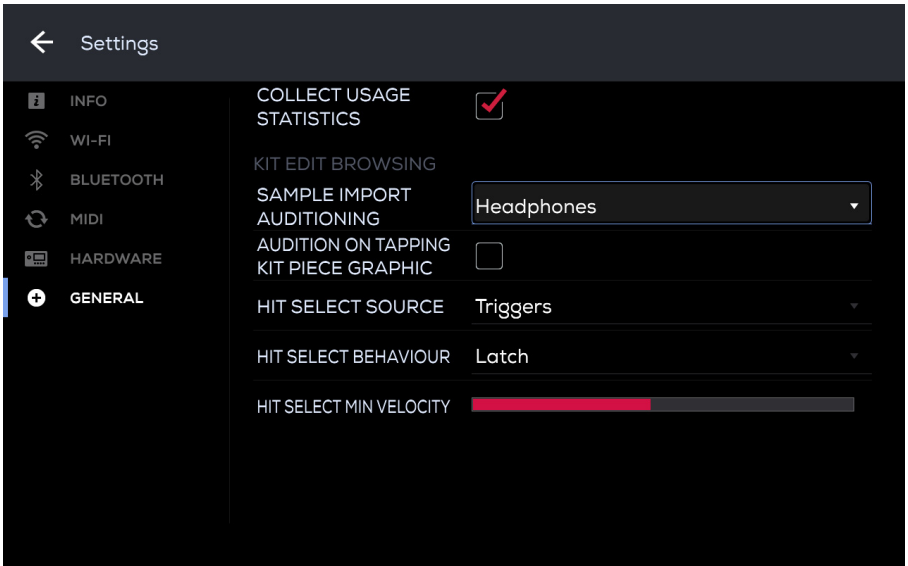 Settings
INFO
WI-FI
BLUETOOTH
MIDI
HARDWARE
GENERAL
COLLECT USAGE
STATISTICS
KIT EDIT BROWSING
SAMPLE IMPORT
AUDITIONING
Headphones
AUDITION ON TAPPING
KIT PIECE GRAPHIC
HIT SELECT SOURCE
Triggers
HIT SELECT BEHAVIOUR
Latch
HIT SELECT MIN VELOCITY